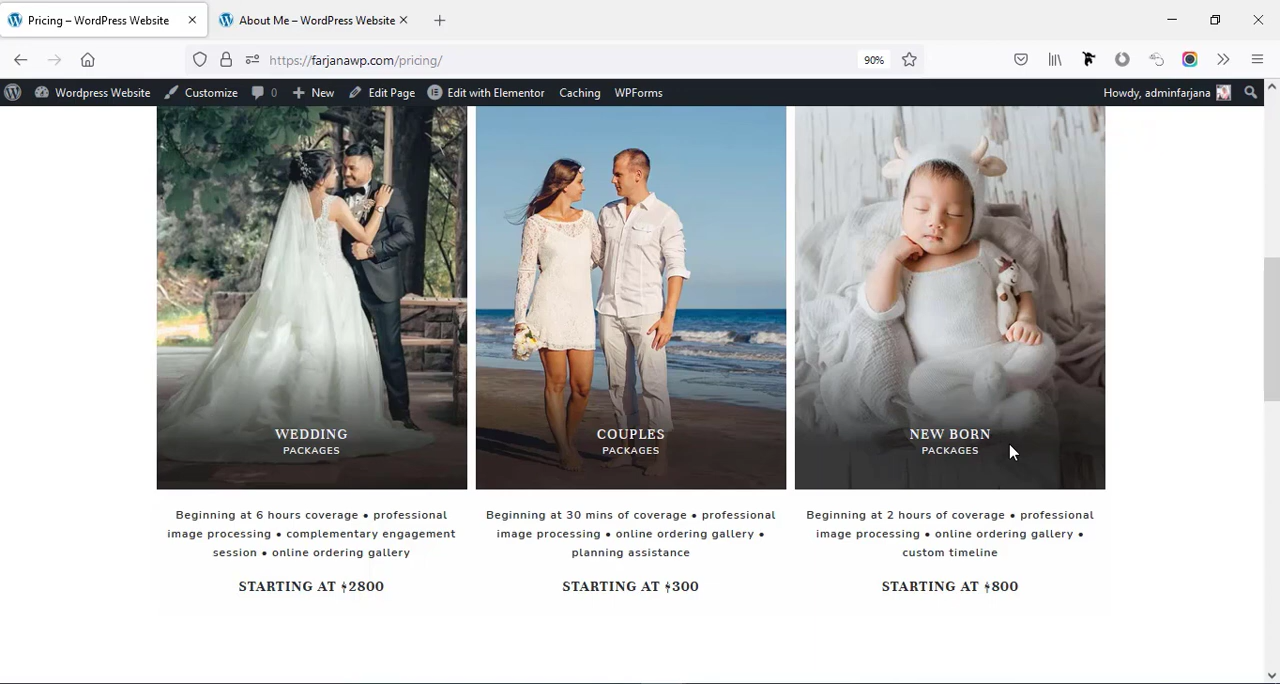 Pricing – WordPress Website
About Me – WordPress Website
https://farjanawp.com/pricing/
90%
Wordpress Website
Customize
0
New
Edit Page
Edit with Elementor
Caching
WPForms
Howdy, adminfarjana
WEDDING
PACKAGES
Beginning at 6 hours coverage • professional
image processing • complementary engagement
session • online ordering gallery
STARTING AT $2800
COUPLES
PACKAGES
Beginning at 30 mins of coverage • professional
image processing • online ordering gallery •
planning assistance
STARTING AT $300
NEW BORN
PACKAGES
Beginning at 2 hours of coverage • professional
image processing • online ordering gallery •
custom timeline
STARTING AT $800